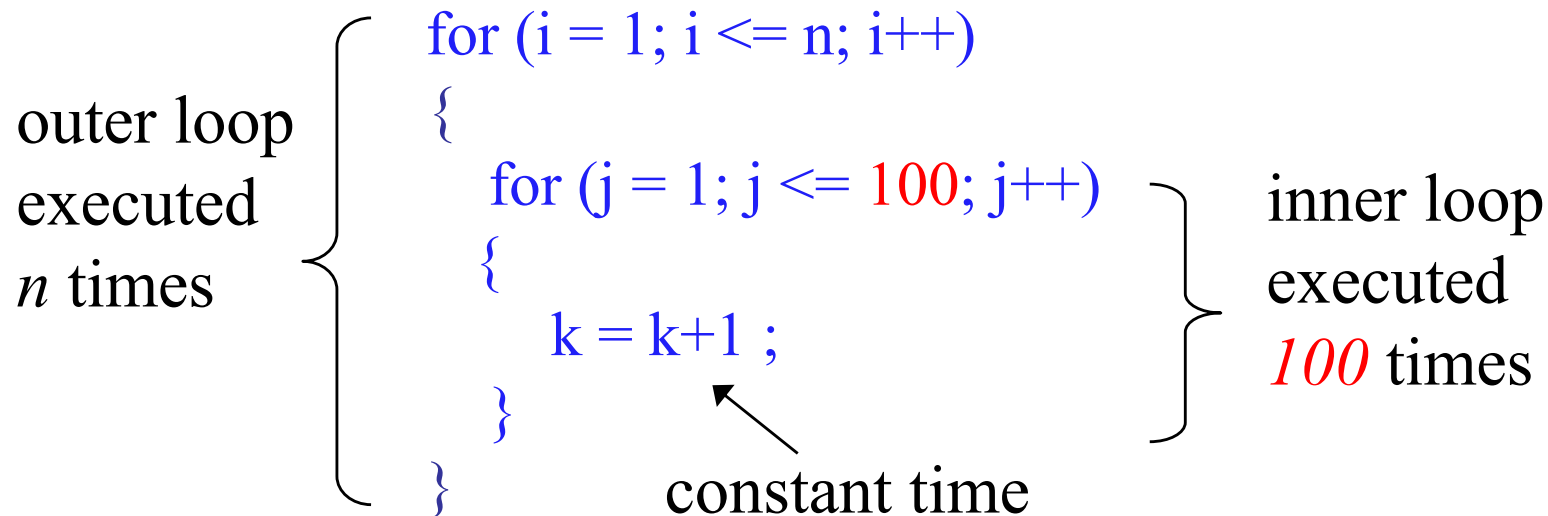 for (i = 1; i <= n; i++)
{
for (j = 1; j <= 100; j++)
{
k = k+1 ;
}
}
outer loop
executed
n times
inner loop
executed
100 times
constant time